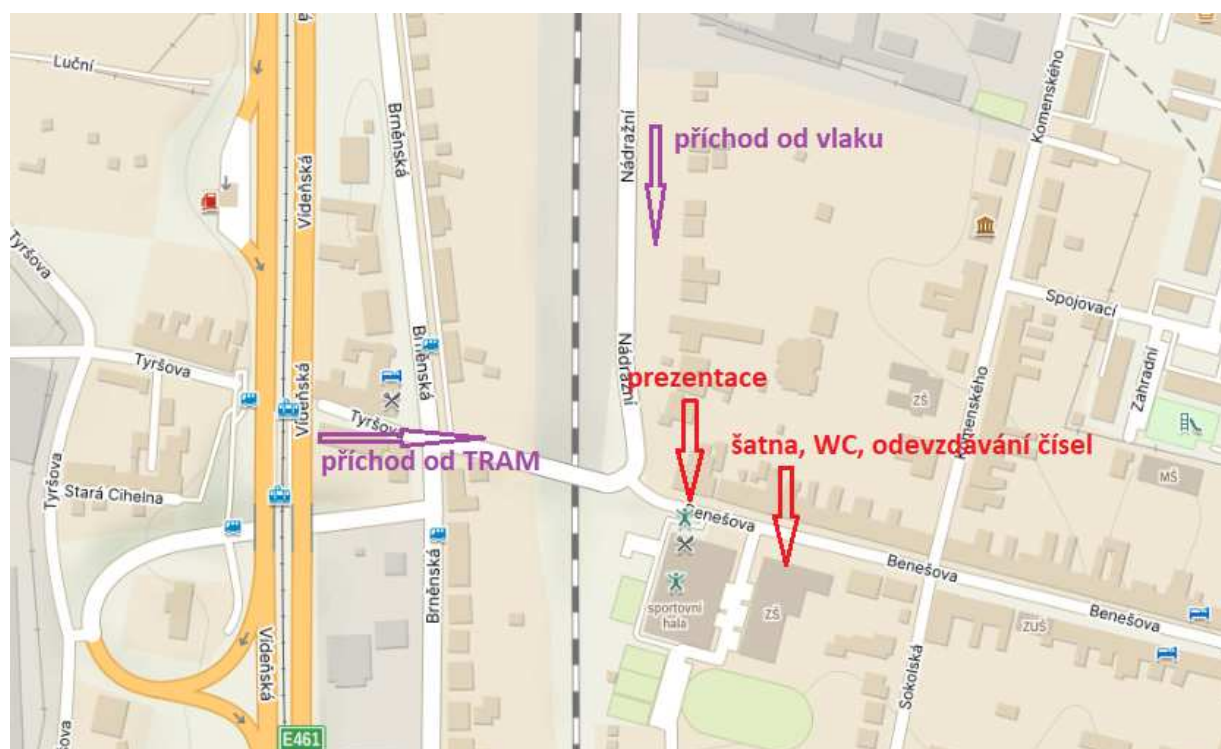 Luční
Vídeňská
Brněnská
Nádražní
příchod od vlaku
Komenského
Tyršova
Vídeňská
Spojovací
Brněnská
Nádražní
Zahradní
Tyršova
Vídeňská
prezentace
ZŠ
Komenského
Tyršova
příchod od TRAM
šatna, WC, odevzdávání čísel
MŠ
Tyršova
Stará Cihelna
Benešova
Benešova
Brněnská
sportovní
hala
ZŠ
Benešova
ZUŠ
Vídeňská
Sokolská
Tyršova
E461